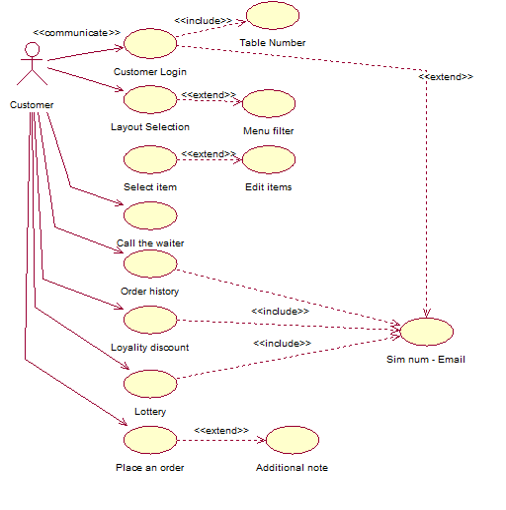 <<include>>
<<communicate>>
Table Number
Customer Login
<<extend>>
Customer
<<extend>>
Layout Selection
Menu filter
<<extend>>
Select item
Edit items
Call the waiter
Order history
<<include>>
Loyality discount
<<include>>
Sim num - Email
Lottery
<<extend>>
Place an order
Additional note